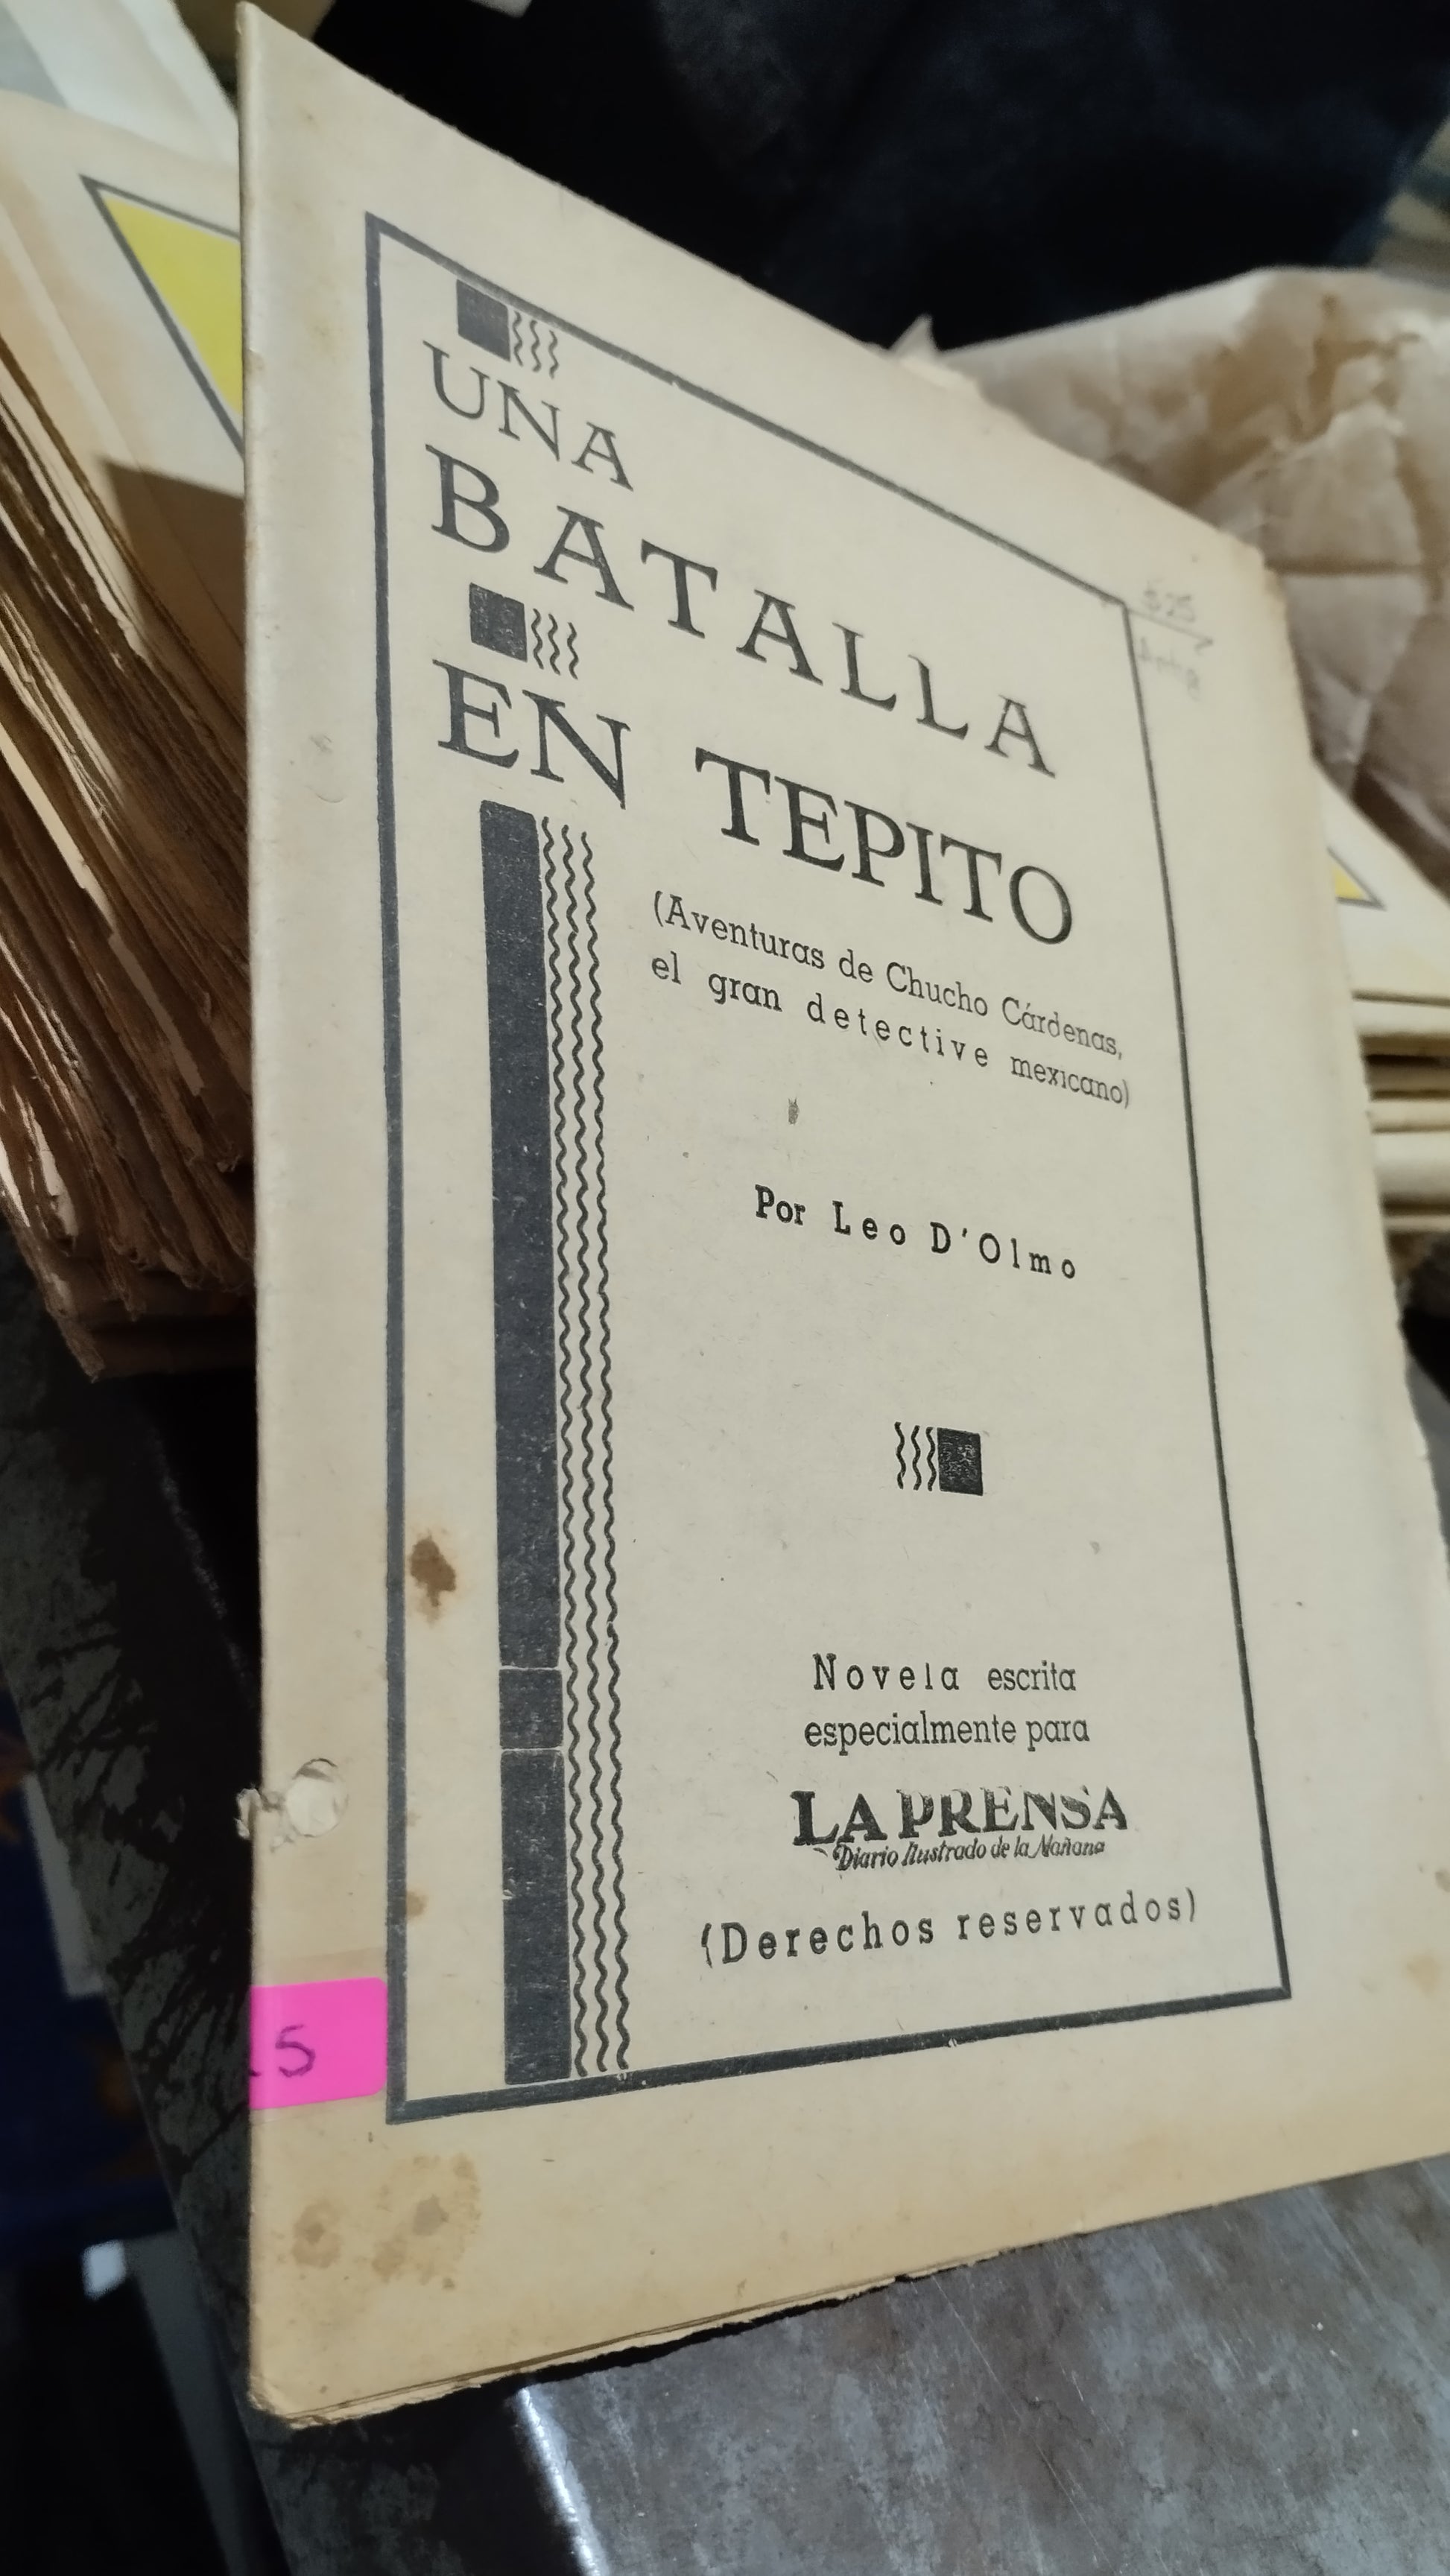 UNA
BATALLA
EN TEPITO
(Aventuras de Chucho Cárdenas,
el gran detective mexicano)
Por Leo D'Olmo
Novela escrita
especialmente para
LA PRENSA
Diario Ilustrado de la Mañana
(Derechos reservados)
5